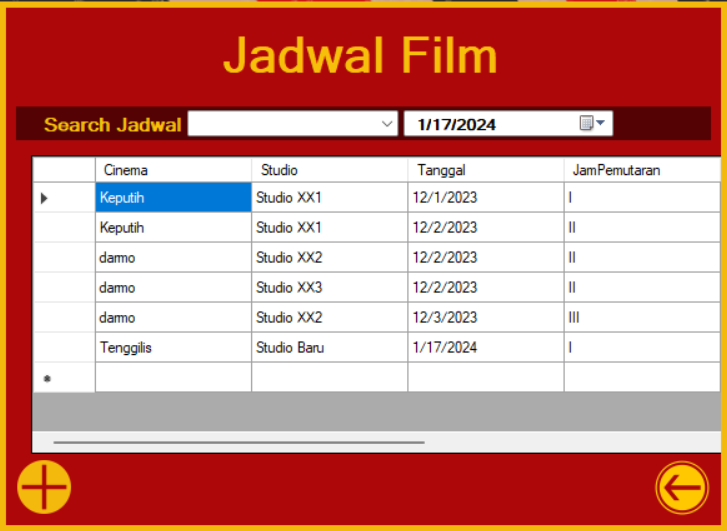 Jadwal Film
Search Jadwal 1/17/2024
Cinema Studio Tanggal JamPemutaran
Keputih Studio XX1 12/1/2023 I
Keputih Studio XX1 12/2/2023 II
darmo Studio XX2 12/2/2023 II
darmo Studio XX3 12/2/2023 II
darmo Studio XX2 12/3/2023 III
Tenggilis Studio Baru 1/17/2024 I